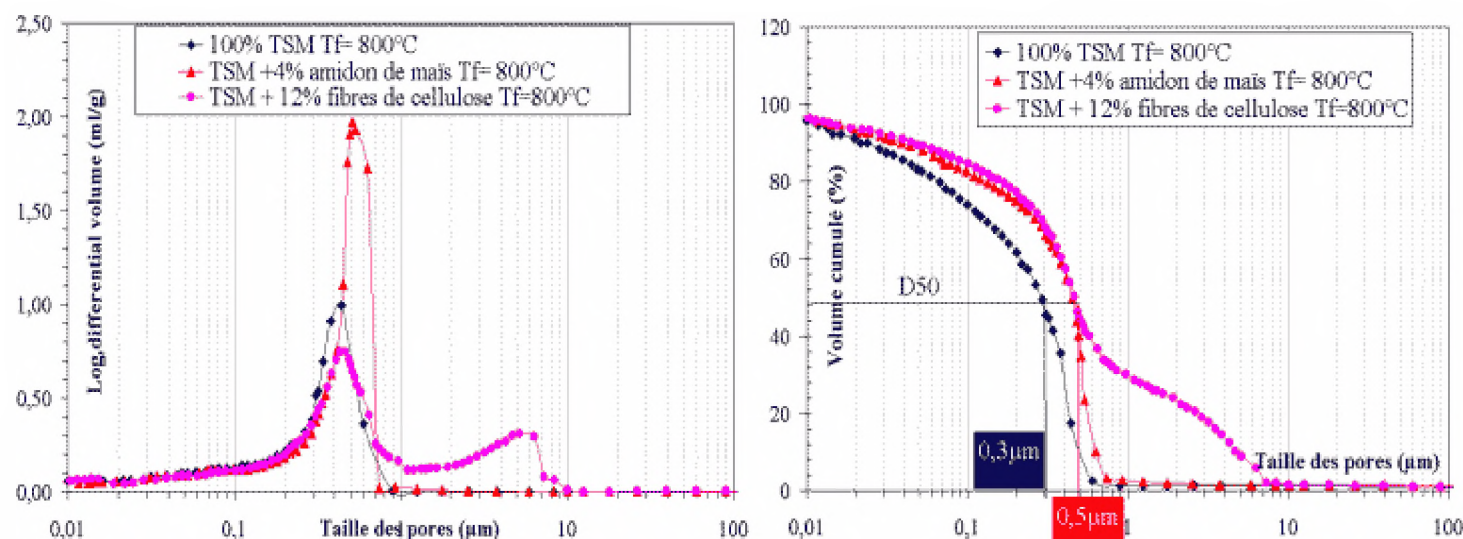 2,50
2,00
1,50
1,00
0,50
0,00
Log,differential volume (ml/g)
100% TSM Tf= 800°C
TSM +4% amidon de maïs Tf= 800°C
TSM + 12% fibres de cellulose Tf=800°C
0,01
0,1
Taille des pores (µm)
10
100
120
100
80
60
40
20
0
Volume cumulé (%)
100% TSM Tf= 800°C
TSM +4% amidon de maïs Tf= 800°C
TSM + 12% fibres de cellulose Tf=800°C
D50
0,3µm
Taille des pores (µm)
0,01
0,1
0,5µm
1
10
100